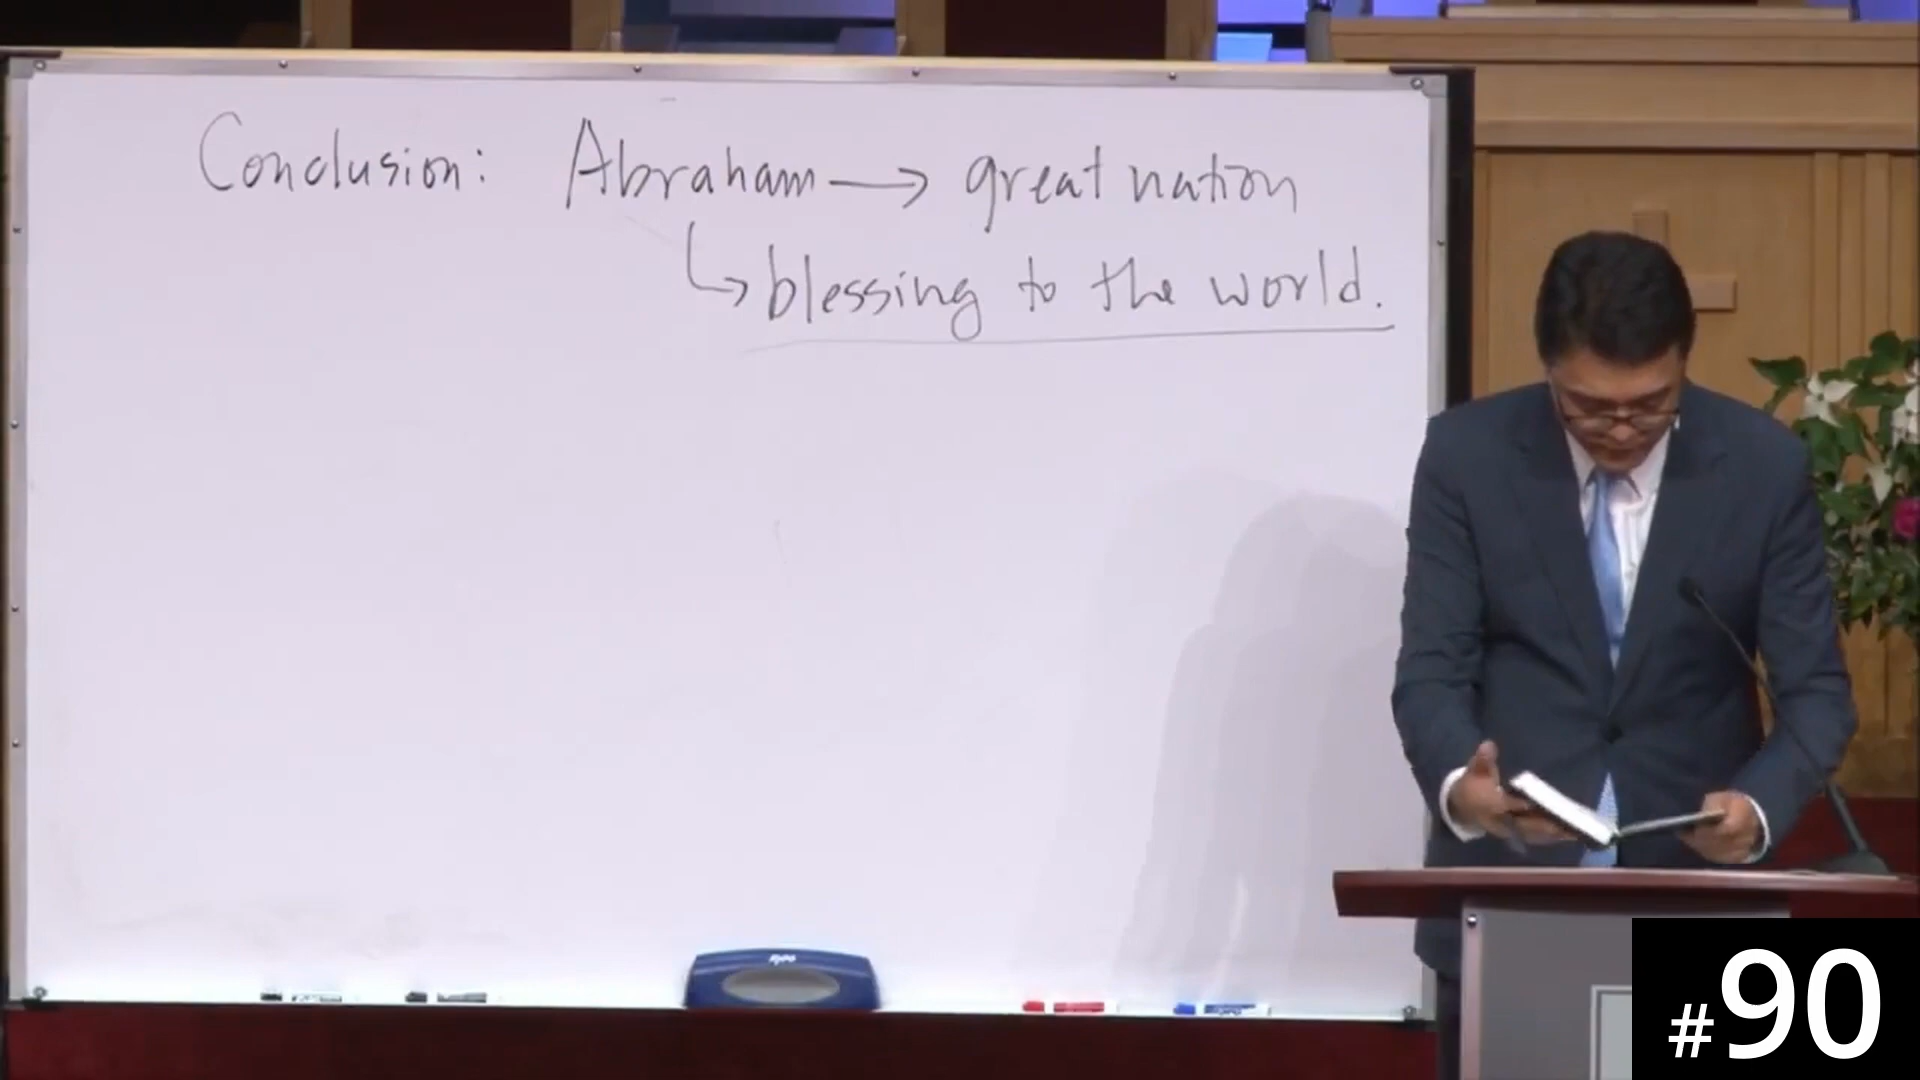 Conclusion: Abraham → great nation
↳ blessing to the world.
#90